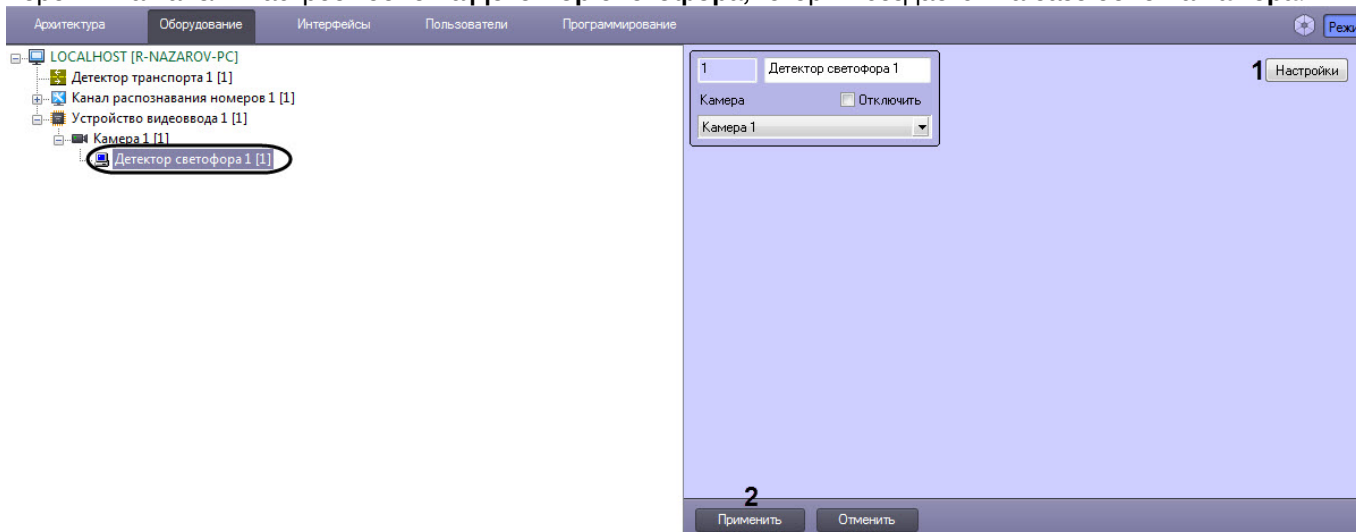 Архитектура Оборудование Интерфейсы Пользователи Программирование
LOCALHOST [R-NAZAROV-PC]
Детектор транспорта 1 [1]
Канал распознавания номеров 1 [1]
Устройство видеоввода 1 [1]
Камера 1 [1]
Детектор светофора 1 [1]
1 Детектор светофора 1
Камера Отключить
Камера 1
1 Настройки
2
Применить Отменить